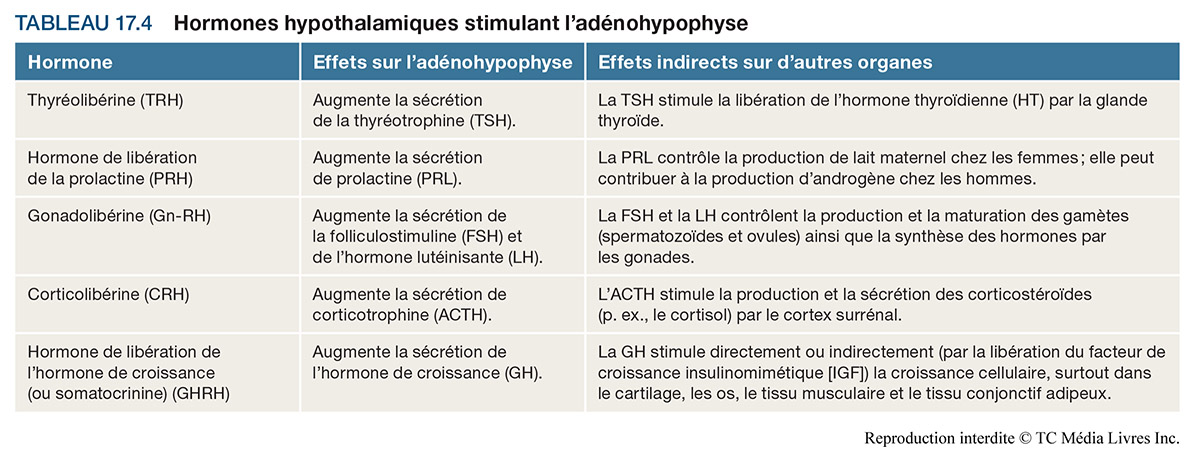 TABLEAU 17.4 Hormones hypothalamiques stimulant l’adénohypophyse
Hormone
Effets sur l’adénohypophyse
Effets indirects sur d’autres organes
Thyréolibérine (TRH)
Augmente la sécrétion
de la thyréotrophine (TSH).
La TSH stimule la libération de l’hormone thyroïdienne (HT) par la glande
thyroïde.
Hormone de libération
de la prolactine (PRH)
Augmente la sécrétion
de prolactine (PRL).
La PRL contrôle la production de lait maternel chez les femmes ; elle peut
contribuer à la production d’androgène chez les hommes.
Gonadolibérine (Gn-RH)
Augmente la sécrétion de
la folliculostimuline (FSH) et
de l’hormone lutéinisante (LH).
La FSH et la LH contrôlent la production et la maturation des gamètes
(spermatozoïdes et ovules) ainsi que la synthèse des hormones par
les gonades.
Corticolibérine (CRH)
Augmente la sécrétion de
corticotrophine (ACTH).
L’ACTH stimule la production et la sécrétion des corticostéroïdes
(p. ex., le cortisol) par le cortex surrénal.
Hormone de libération de
l’hormone de croissance
(ou somatocrinine) (GHRH)
Augmente la sécrétion de
l’hormone de croissance (GH).
La GH stimule directement ou indirectement (par la libération du facteur de
croissance insulinomimétique [IGF]) la croissance cellulaire, surtout dans
le cartilage, les os, le tissu musculaire et le tissu conjonctif adipeux.
Reproduction interdite © TC Média Livres Inc.